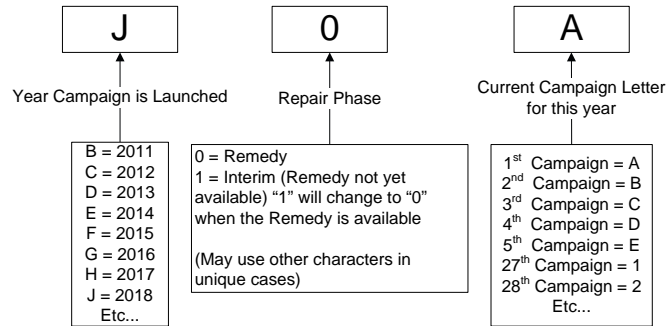 J
0
A
Year Campaign is Launched
Repair Phase
Current Campaign Letter
for this year
B = 2011
C = 2012
D = 2013
E = 2014
F = 2015
G = 2016
H = 2017
J = 2018
Etc...
0 = Remedy
1 = Interim (Remedy not yet
available) “1” will change to “0”
when the Remedy is available
(May use other characters in
unique cases)
1st Campaign = A
2nd Campaign = B
3rd Campaign = C
4th Campaign = D
5th Campaign = E
27th Campaign = 1
28th Campaign = 2
Etc...